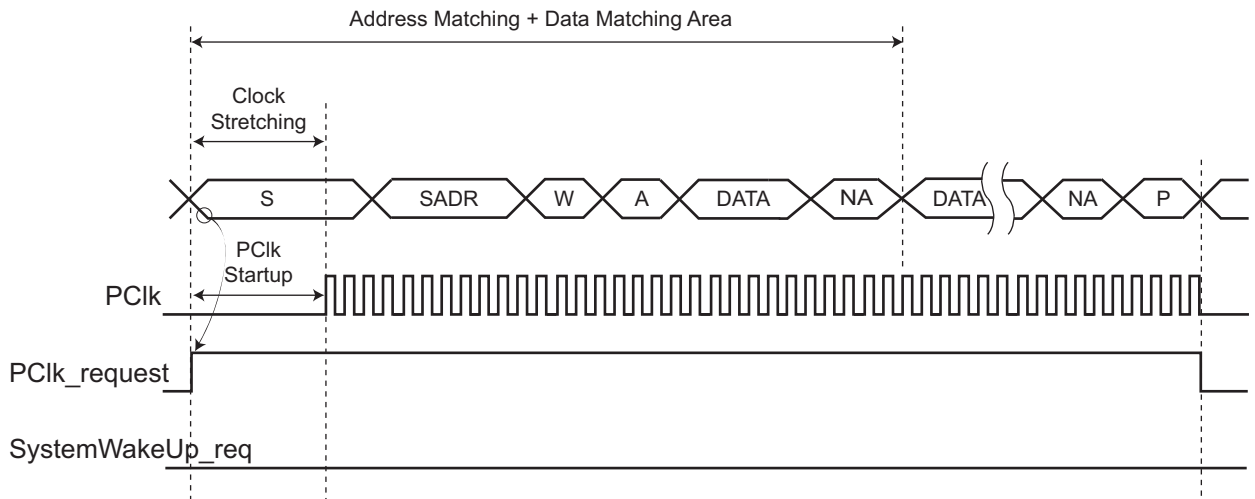 Address Matching + Data Matching Area
Clock
Stretching
S SADR W A DATA NA DATA NA P
PClk
Startup
PClk
PClk_request
SystemWakeUp_req